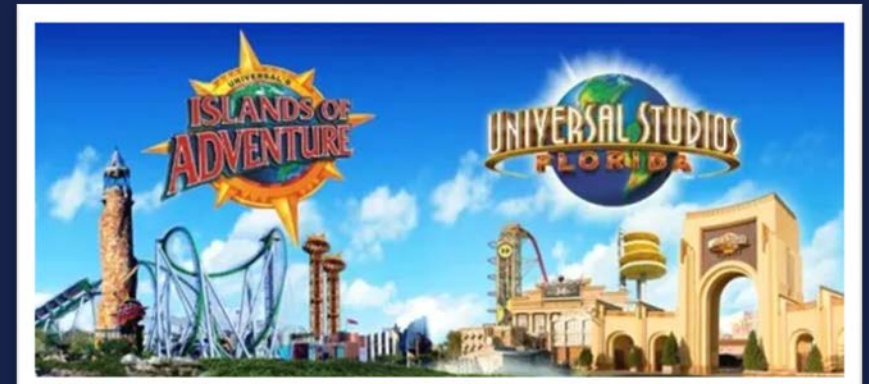 UNIVERSAL'S
ISLANDS OF
ADVENTURE
UNIVERSAL STUDIOS
FLORIDA